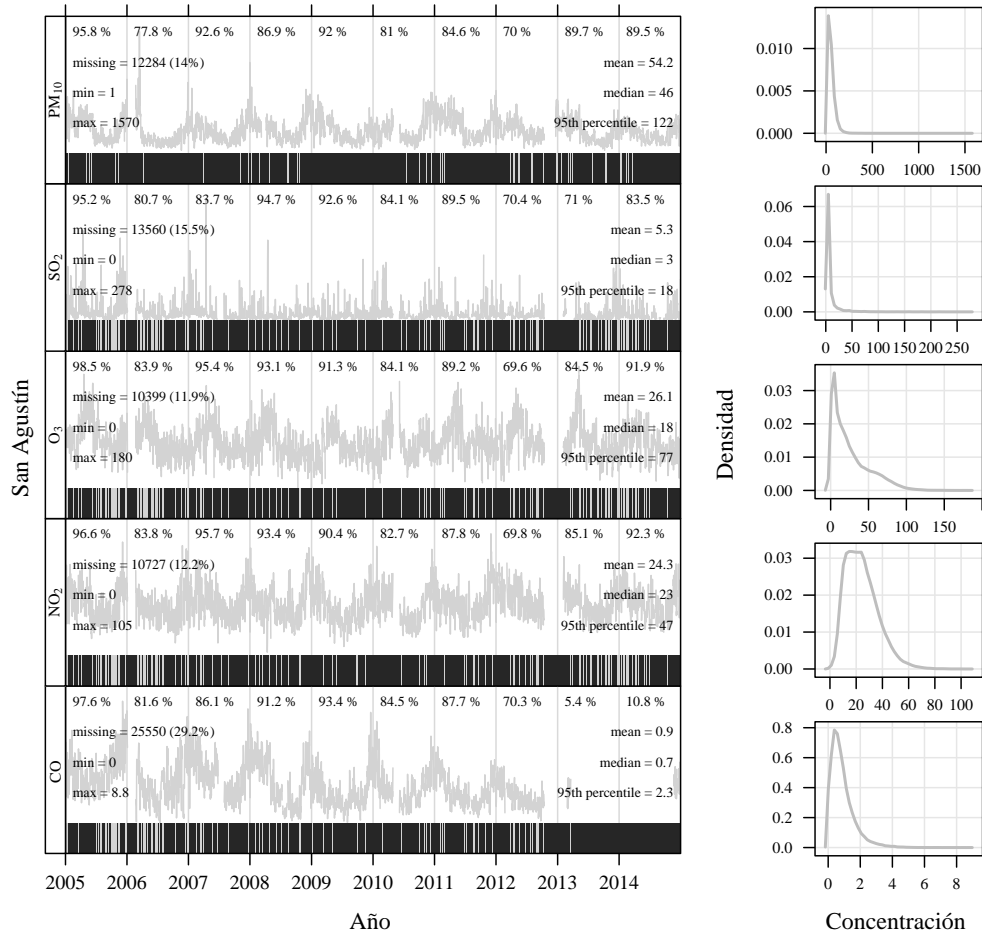 San Agustín
PM10
95.8 % 77.8 % 92.6 % 86.9 % 92 % 81 % 84.6 % 70 % 89.7 % 89.5 %
missing = 12284 (14%) mean = 54.2
min = 1 median = 46
max = 1570 95th percentile = 122
SO2
95.2 % 80.7 % 83.7 % 94.7 % 92.6 % 84.1 % 89.5 % 70.4 % 71 % 83.5 %
missing = 13560 (15.5%) mean = 5.3
min = 0 median = 3
max = 278 95th percentile = 18
O3
98.5 % 83.9 % 95.4 % 93.1 % 91.3 % 84.1 % 89.2 % 69.6 % 84.5 % 91.9 %
missing = 10399 (11.9%) mean = 26.1
min = 0 median = 18
max = 180 95th percentile = 77
NO2
96.6 % 83.8 % 95.7 % 93.4 % 90.4 % 82.7 % 87.8 % 69.8 % 85.1 % 92.3 %
missing = 10727 (12.2%) mean = 24.3
min = 0 median = 23
max = 105 95th percentile = 47
CO
97.6 % 81.6 % 86.1 % 91.2 % 93.4 % 84.5 % 87.7 % 70.3 % 5.4 % 10.8 %
missing = 25550 (29.2%) mean = 0.9
min = 0 median = 0.7
max = 8.8 95th percentile = 2.3
2005 2006 2007 2008 2009 2010 2011 2012 2013 2014
Año
Densidad
0.010
0.005
0.000
0 500 1000 1500
0.06
0.04
0.02
0.00
0 50 100 150 200 250
0.03
0.02
0.01
0.00
0 50 100 150
0.03
0.02
0.01
0.00
0 20 40 60 80 100
0.8
0.6
0.4
0.2
0.0
0 2 4 6 8
Concentración